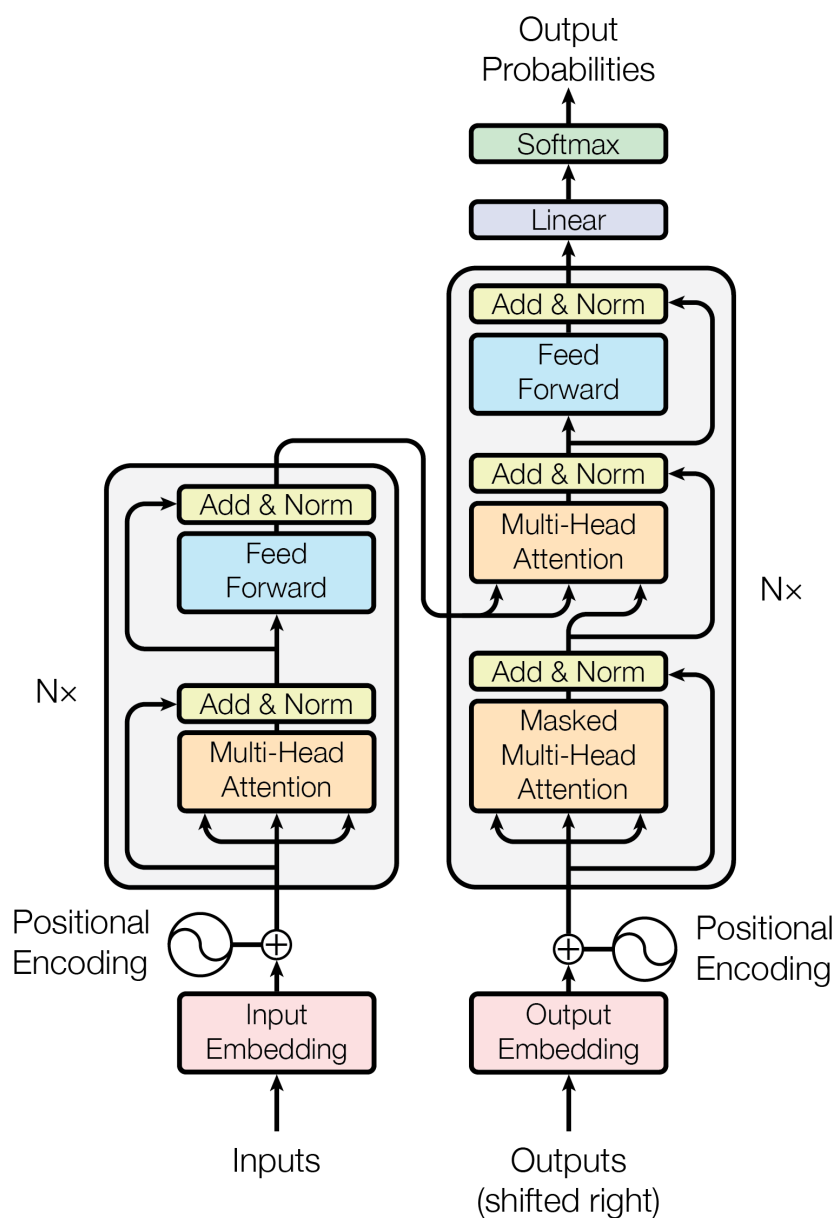 Output
Probabilities
Softmax
Linear
Add & Norm
Feed
Forward
Add & Norm
Multi-Head
Attention
N×
Add & Norm
Masked
Multi-Head
Attention
Add & Norm
Feed
Forward
N×
Add & Norm
Multi-Head
Attention
Positional
Encoding
Positional
Encoding
Input
Embedding
Output
Embedding
Inputs
Outputs
(shifted right)